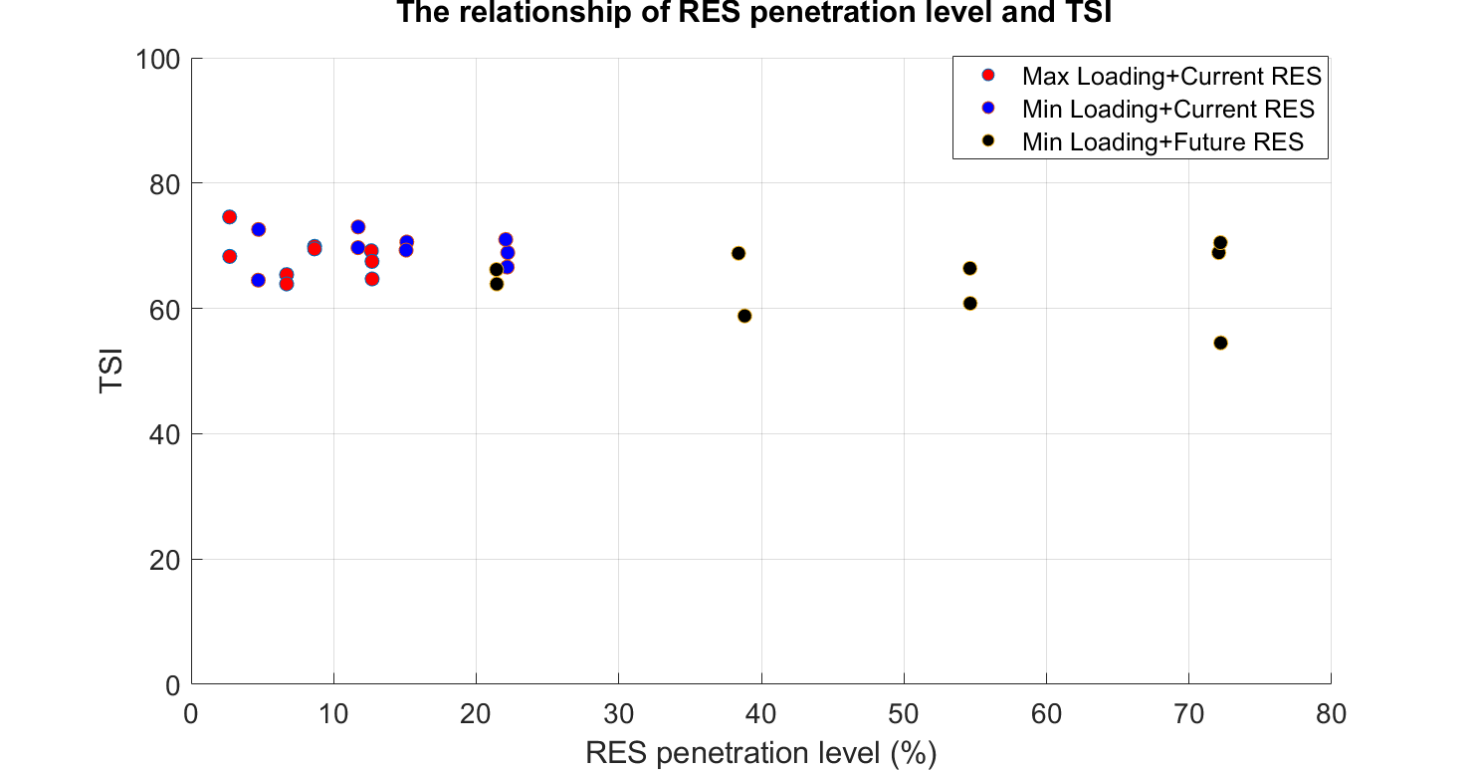 The relationship of RES penetration level and TSI
Max Loading+Current RES
Min Loading+Current RES
Min Loading+Future RES
100
80
60
40
20
0
TSI
0 10 20 30 40 50 60 70 80
RES penetration level (%)